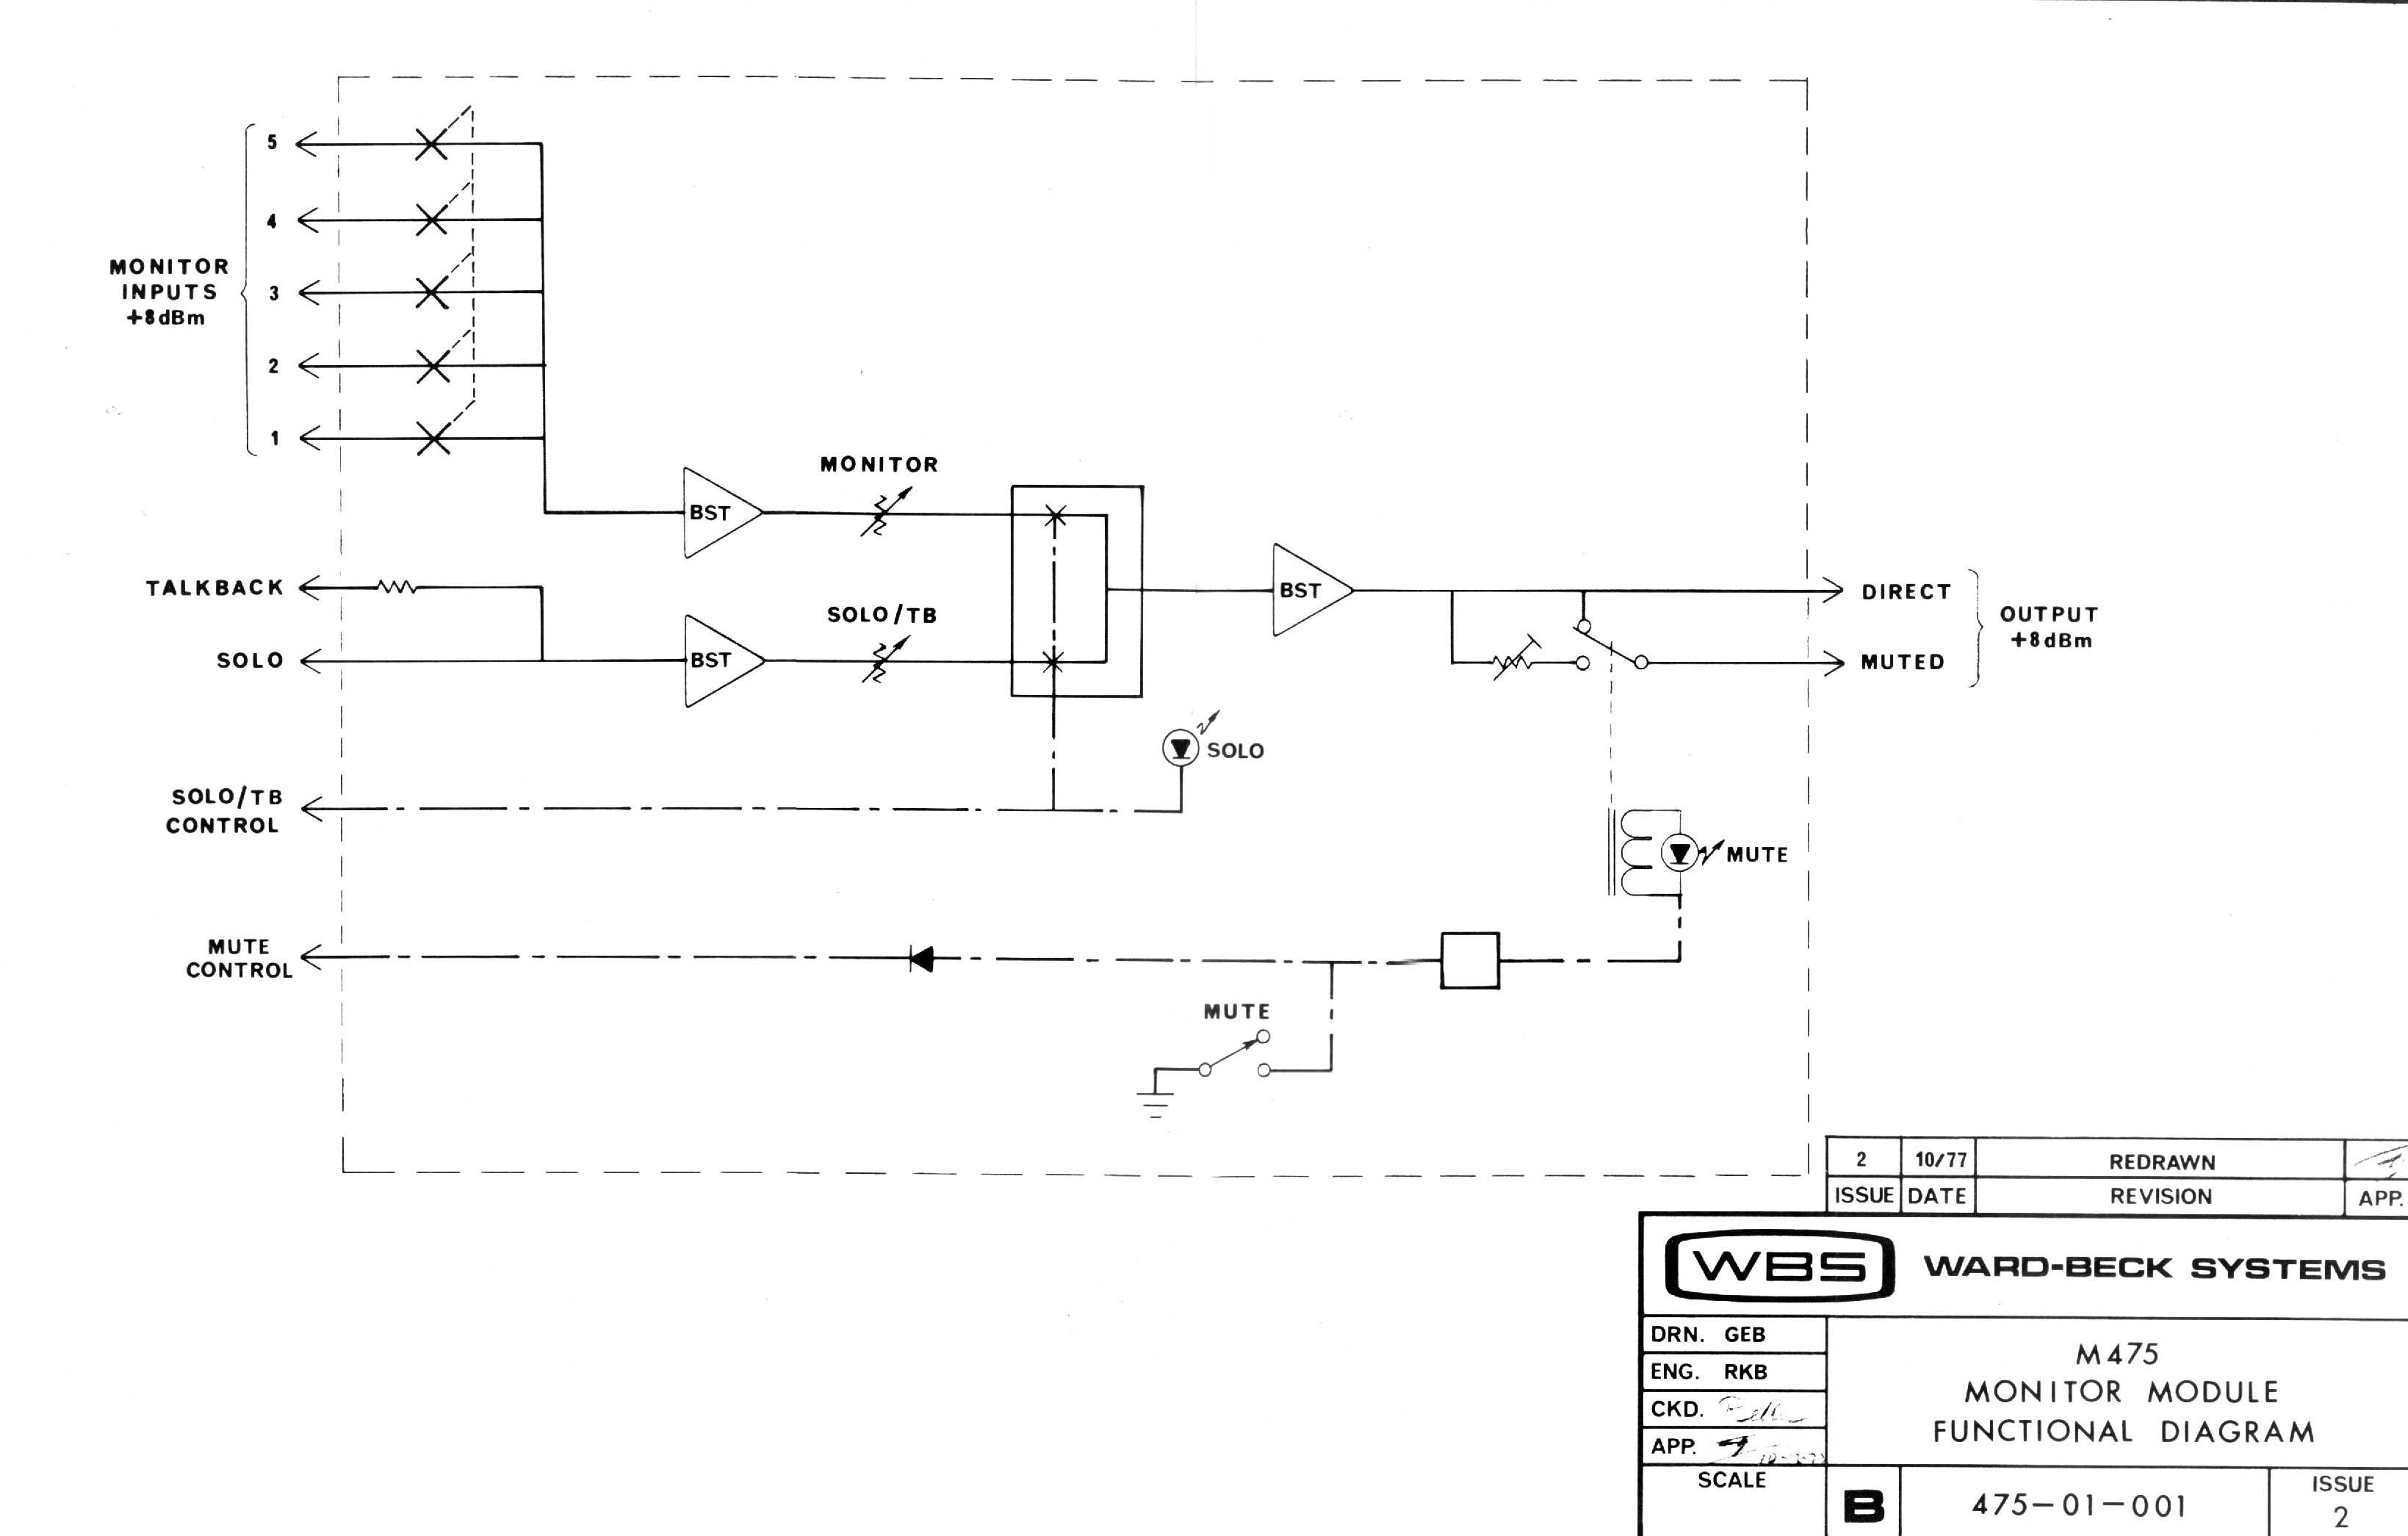 5
4
MONITOR
INPUTS
+8dBm
3
2
1
MONITOR
BST
TALKBACK
SOLO/TB
BST
DIRECT
OUTPUT
+8dBm
SOLO
BST
MUTED
SOLO
SOLO/TB
CONTROL
MUTE
MUTE
CONTROL
MUTE
2 10/77 REDRAWN
ISSUE DATE REVISION APP.
WBS WARD-BECK SYSTEMS
DRN. GEB
ENG. RKB
CKD.
APP.
SCALE
M475
MONITOR MODULE
FUNCTIONAL DIAGRAM
B
475-01-001
ISSUE
2